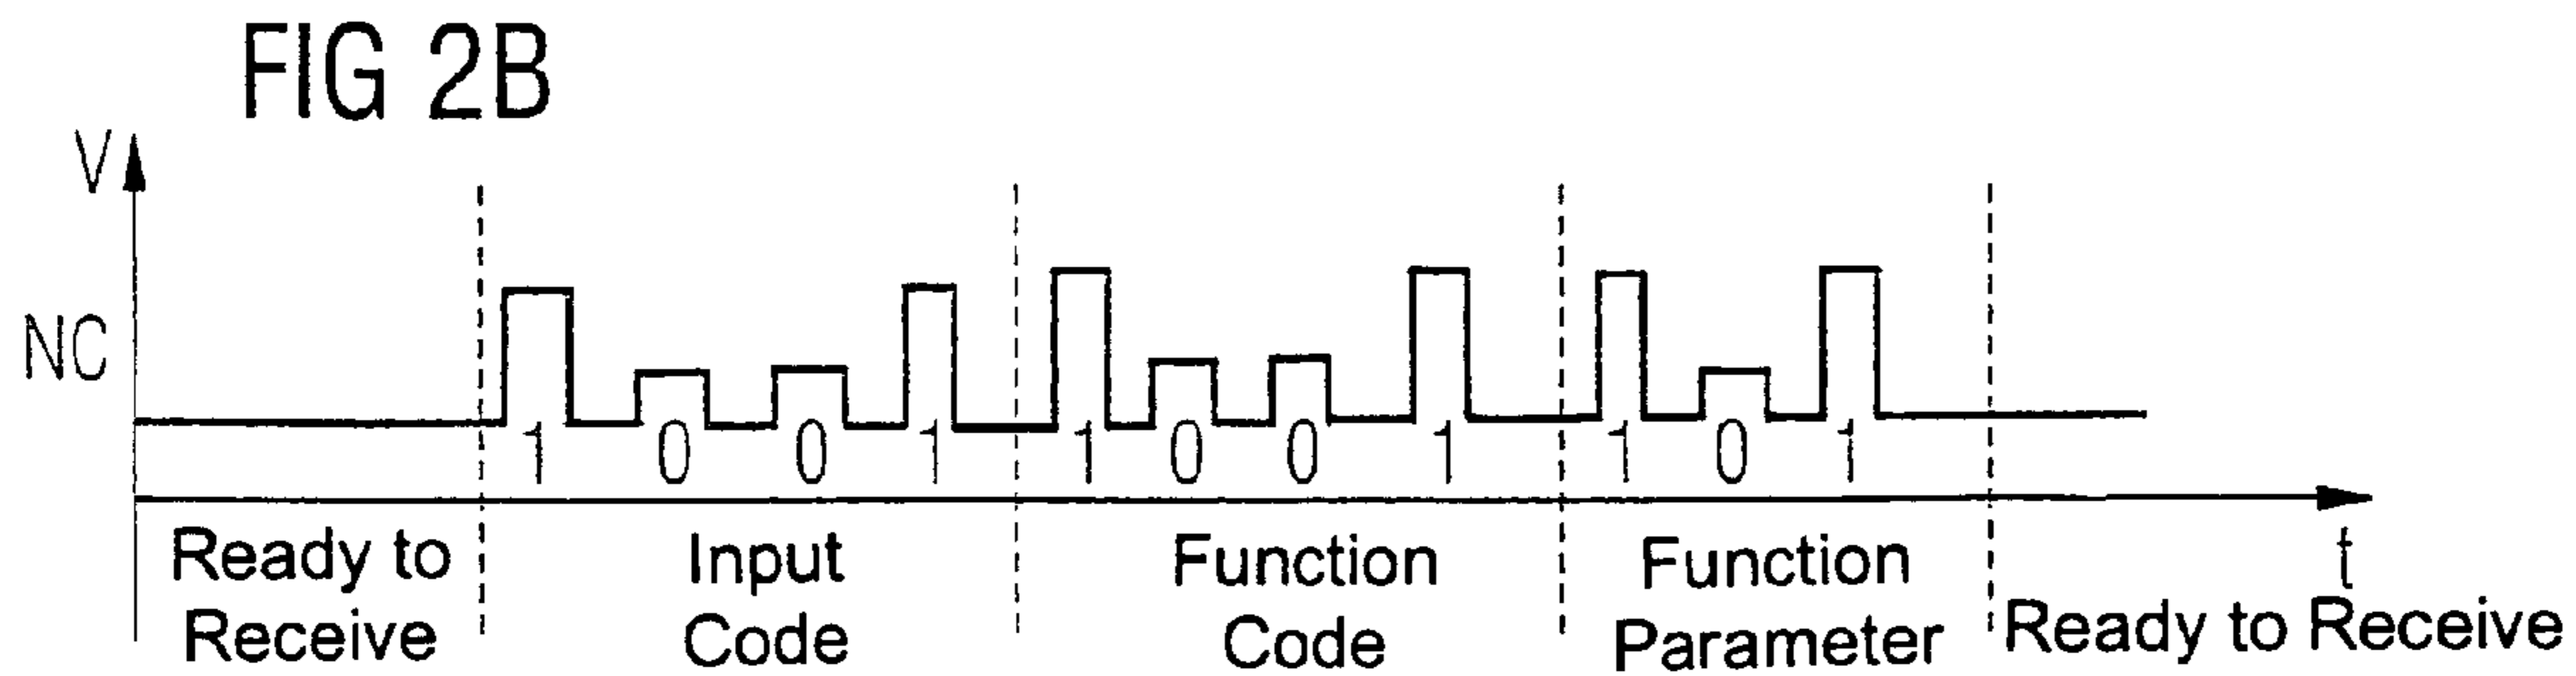 FIG 2B
V
NC
1 0 0 1 1 0 0 1 1 0 1
t
Ready to
Receive
Input
Code
Function
Code
Function
Parameter
Ready to Receive